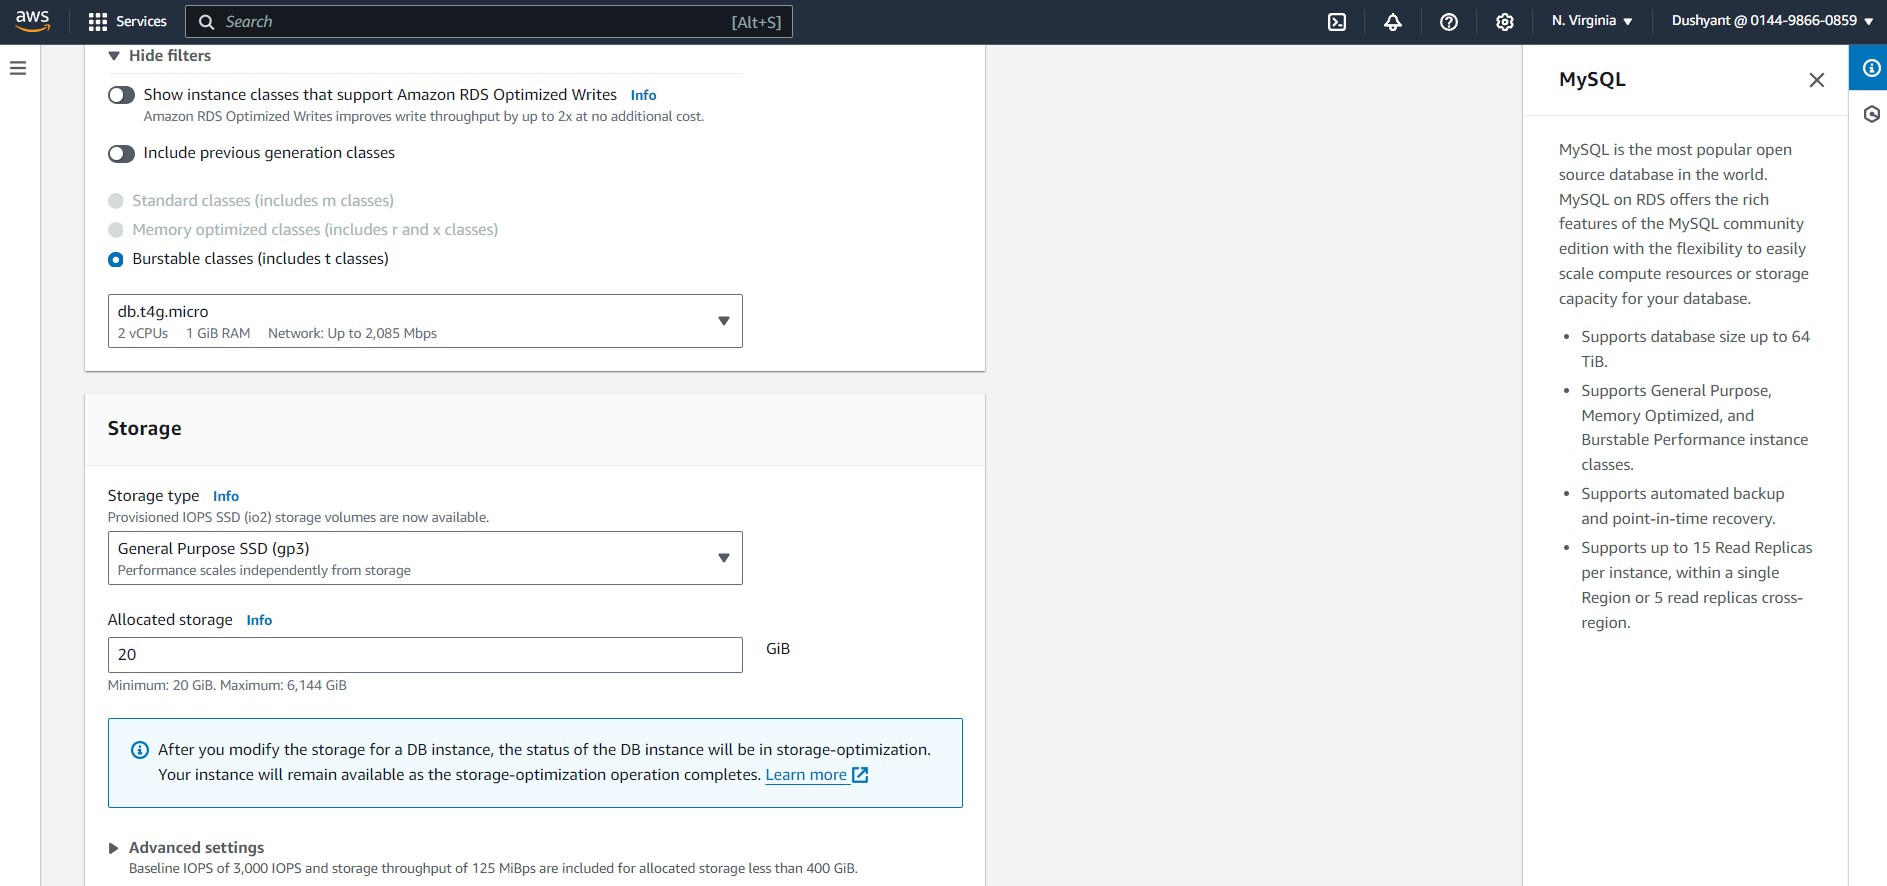 aws
Services
Search
[Alt+S]
N. Virginia
Dushyant @ 0144-9866-0859
Hide filters
Show instance classes that support Amazon RDS Optimized Writes Info
Amazon RDS Optimized Writes improves write throughput by up to 2x at no additional cost.
Include previous generation classes
Standard classes (includes m classes)
Memory optimized classes (includes r and x classes)
Burstable classes (includes t classes)
db.t4g.micro
2 vCPUs 1 GiB RAM Network: Up to 2,085 Mbps
Storage
Storage type Info
Provisioned IOPS SSD (io2) storage volumes are now available.
General Purpose SSD (gp3)
Performance scales independently from storage
Allocated storage Info
20
GiB
Minimum: 20 GiB. Maximum: 6,144 GiB
After you modify the storage for a DB instance, the status of the DB instance will be in storage-optimization.
Your instance will remain available as the storage-optimization operation completes. Learn more
Advanced settings
Baseline IOPS of 3,000 IOPS and storage throughput of 125 MiBps are included for allocated storage less than 400 GiB.
MySQL
MySQL is the most popular open
source database in the world.
MySQL on RDS offers the rich
features of the MySQL community
edition with the flexibility to easily
scale compute resources or storage
capacity for your database.
• Supports database size up to 64
TiB.
• Supports General Purpose,
Memory Optimized, and
Burstable Performance instance
classes.
• Supports automated backup
and point-in-time recovery.
• Supports up to 15 Read Replicas
per instance, within a single
Region or 5 read replicas cross-
region.